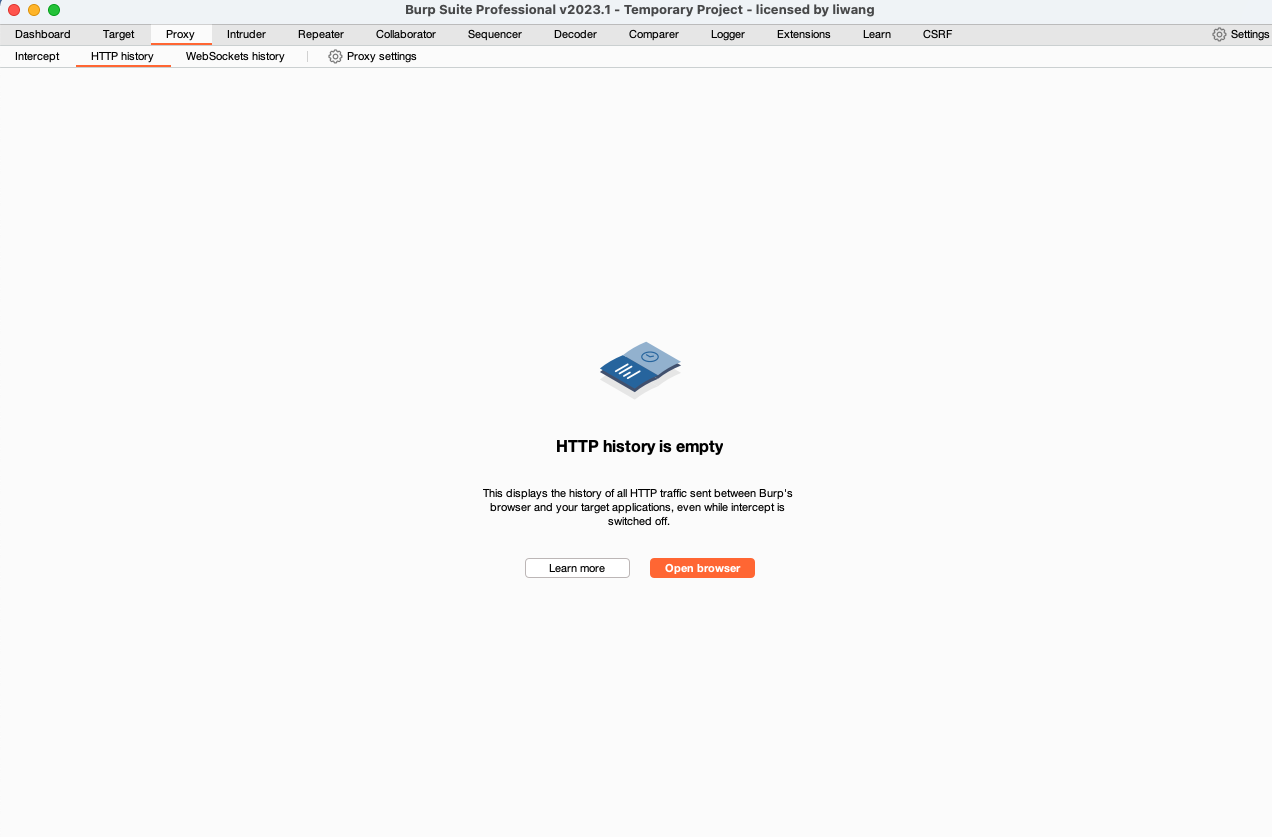 Burp Suite Professional v2023.1 - Temporary Project - licensed by liwang
Dashboard Target Proxy Intruder Repeater Collaborator Sequencer Decoder Comparer Logger Extensions Learn CSRF Settings
Intercept HTTP history WebSockets history Proxy settings
HTTP history is empty
This displays the history of all HTTP traffic sent between Burp's
browser and your target applications, even while intercept is
switched off.
Learn more Open browser